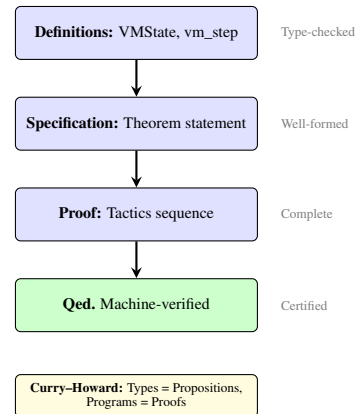 Definitions: VMState, vm_step
Type-checked
Specification: Theorem statement
Well-formed
Proof: Tactics sequence
Complete
Qed. Machine-verified
Certified
Curry–Howard: Types = Propositions,
Programs = Proofs